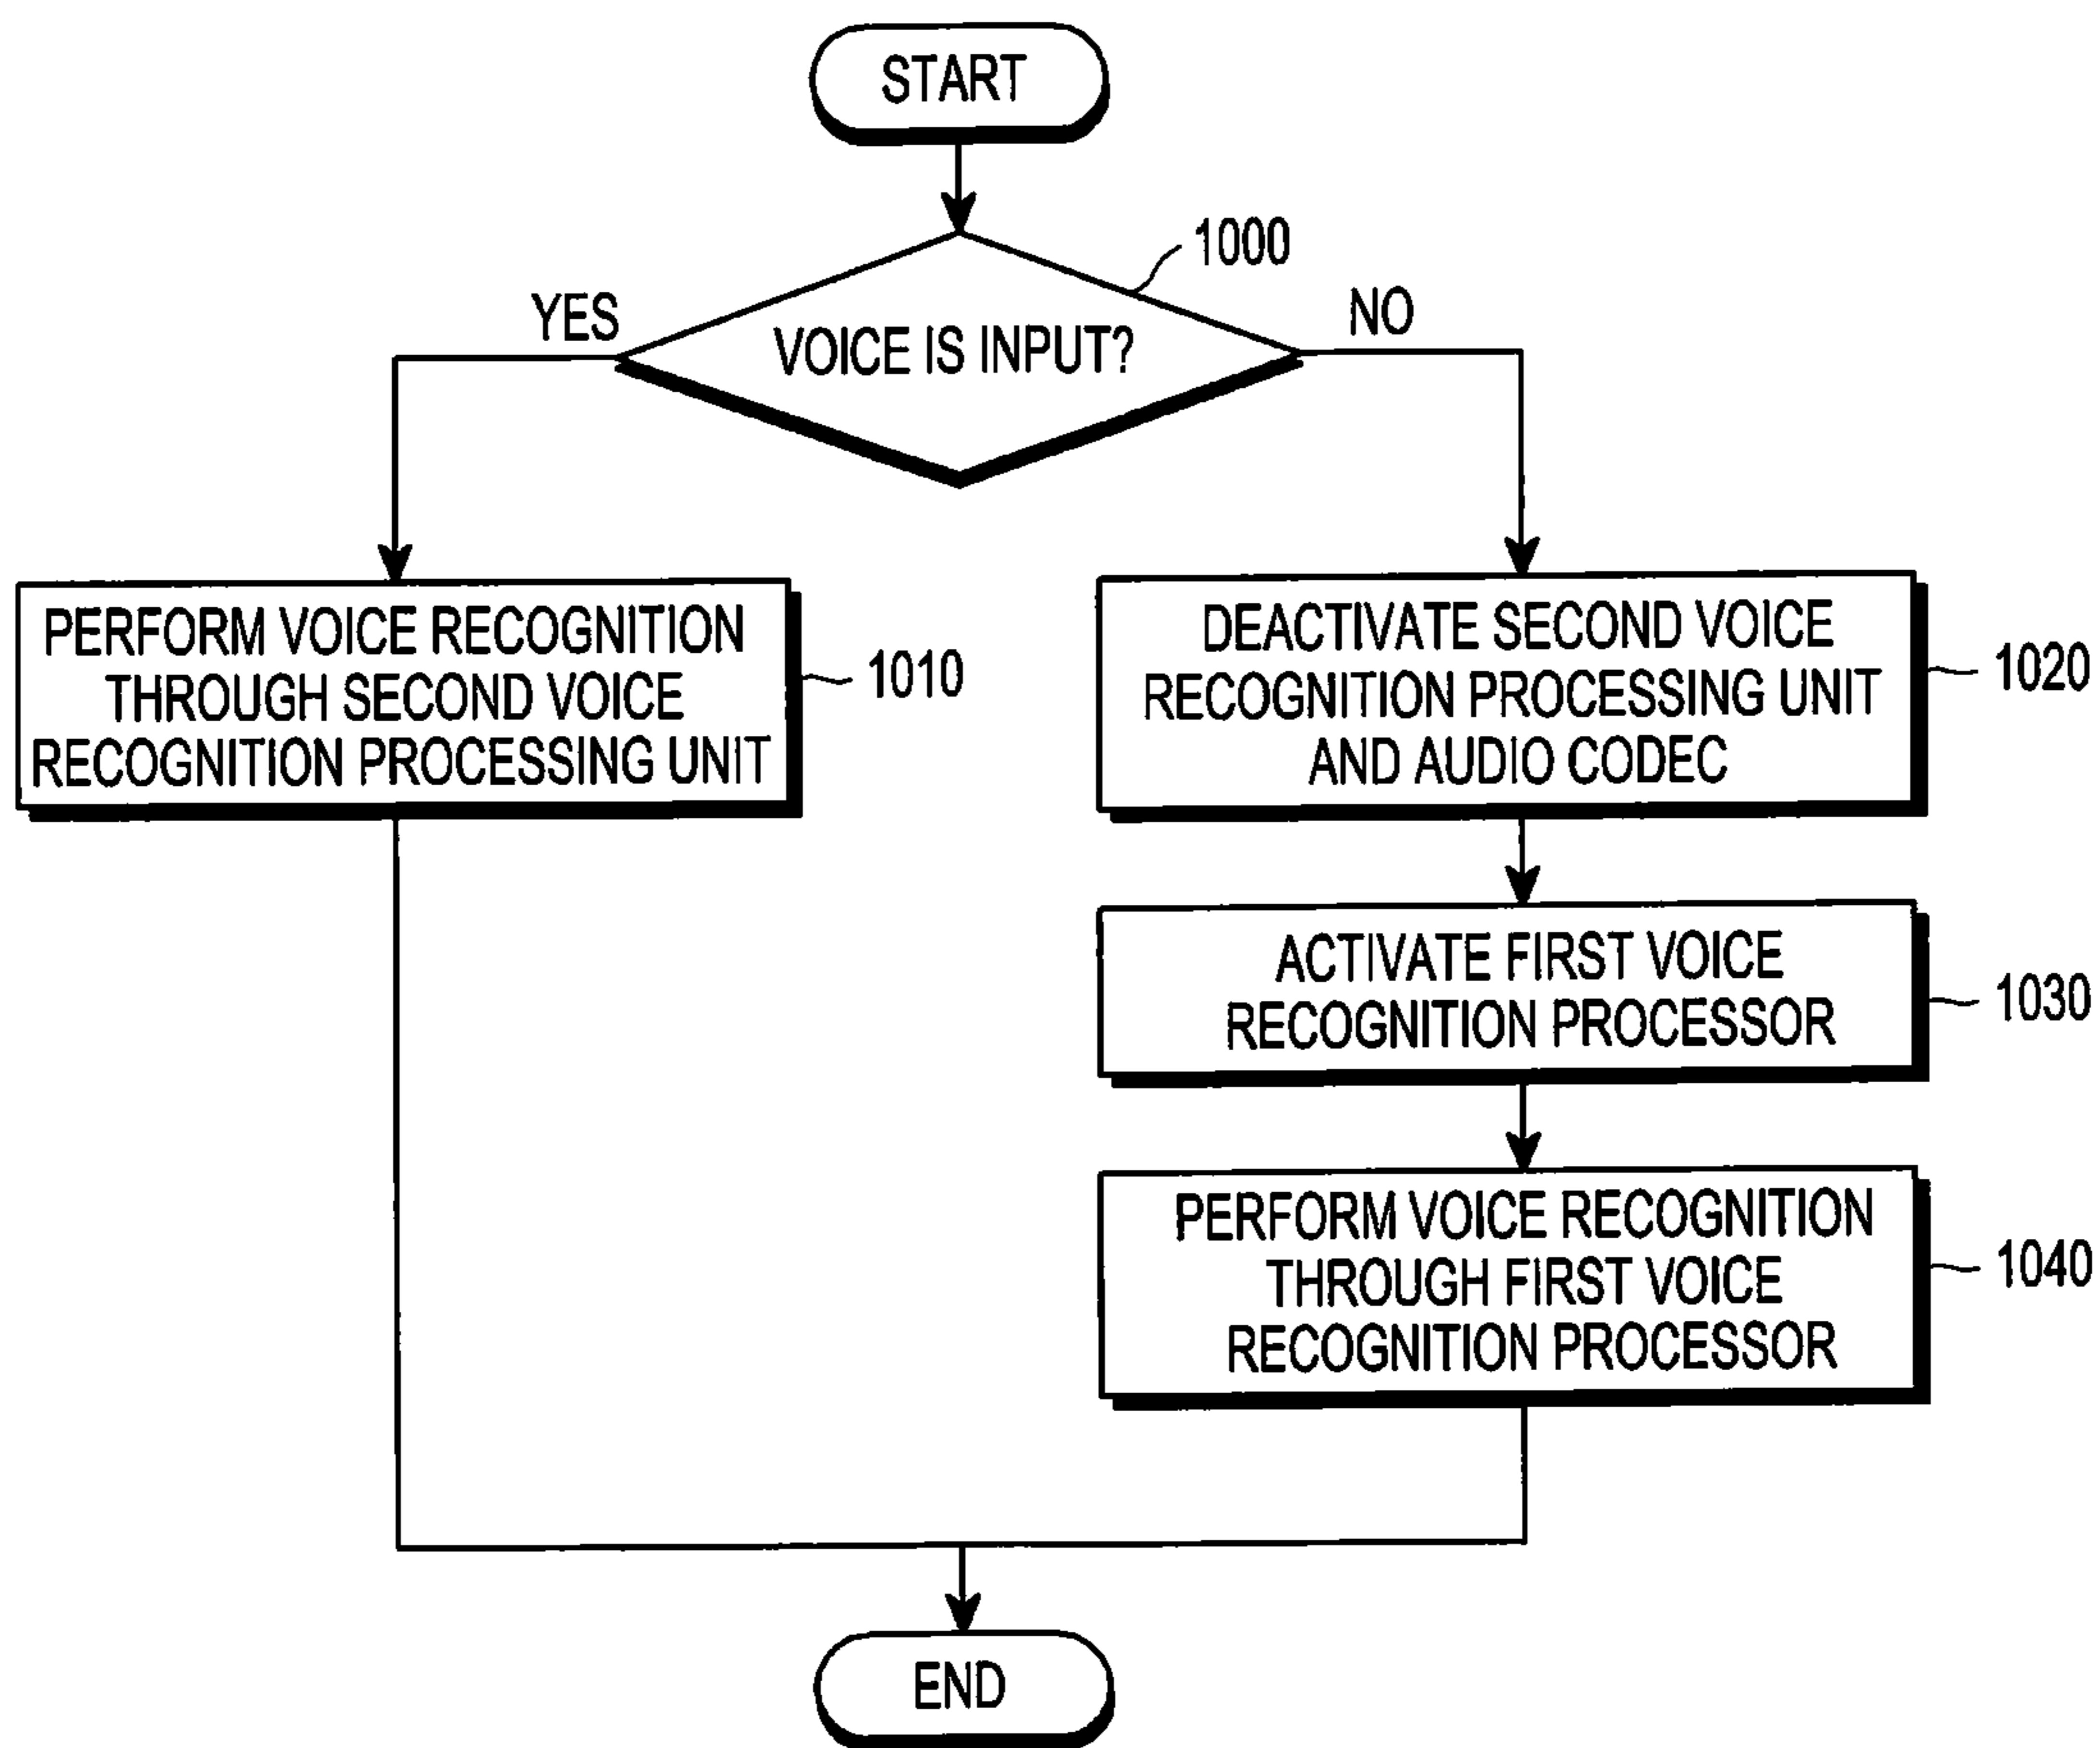 START
1000
YES
NO
VOICE IS INPUT?
PERFORM VOICE RECOGNITION
THROUGH SECOND VOICE
RECOGNITION PROCESSING UNIT
1010
DEACTIVATE SECOND VOICE
RECOGNITION PROCESSING UNIT
AND AUDIO CODEC
1020
ACTIVATE FIRST VOICE
RECOGNITION PROCESSOR
1030
PERFORM VOICE RECOGNITION
THROUGH FIRST VOICE
RECOGNITION PROCESSOR
1040
END